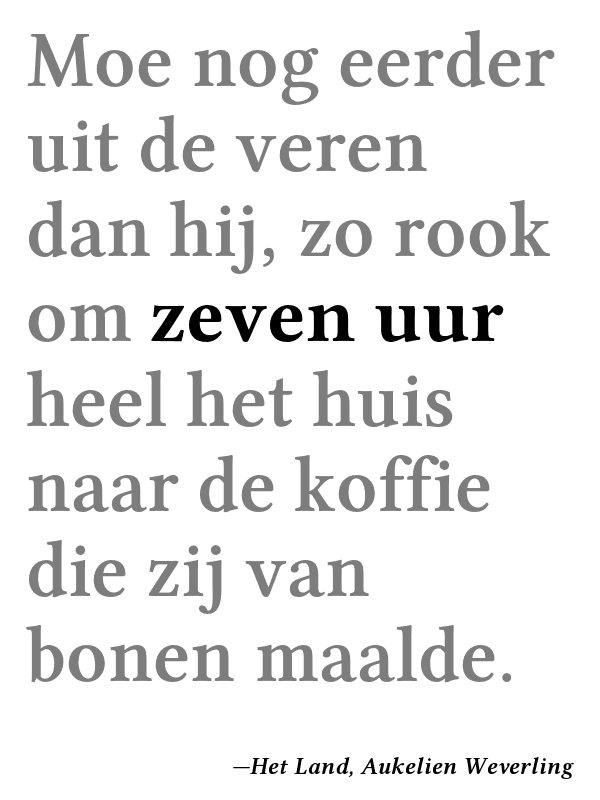 Moe nog eerder
uit de veren
dan hij, zo rook
om zeven uur
heel het huis
naar de koffie
die zij van
bonen maalde.
—Het Land, Aukelien Weverling